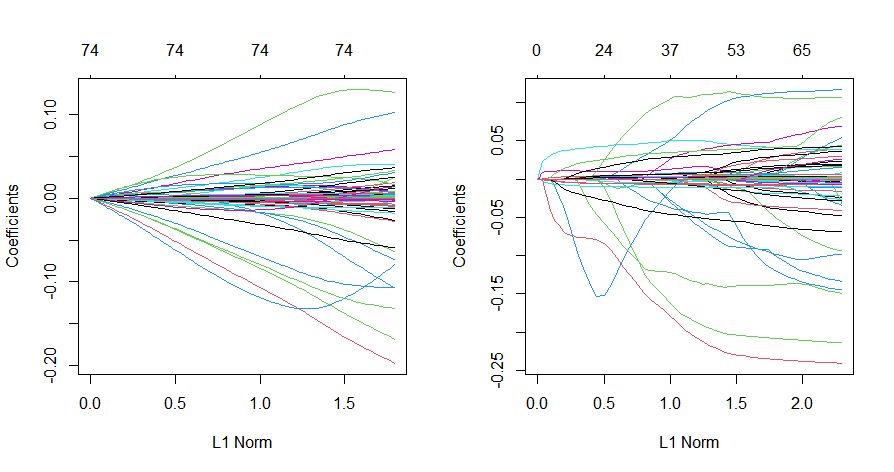 74 74 74 74
Coefficients
0.10
0.00
-0.10
-0.20
0.0 0.5 1.0 1.5
L1 Norm
0 24 37 53 65
Coefficients
0.05
-0.05
-0.15
-0.25
0.0 0.5 1.0 1.5 2.0
L1 Norm